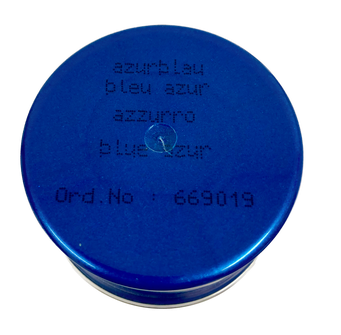 azurblau
bleu azur
azzurro
blue azur
Ord.No : 669019